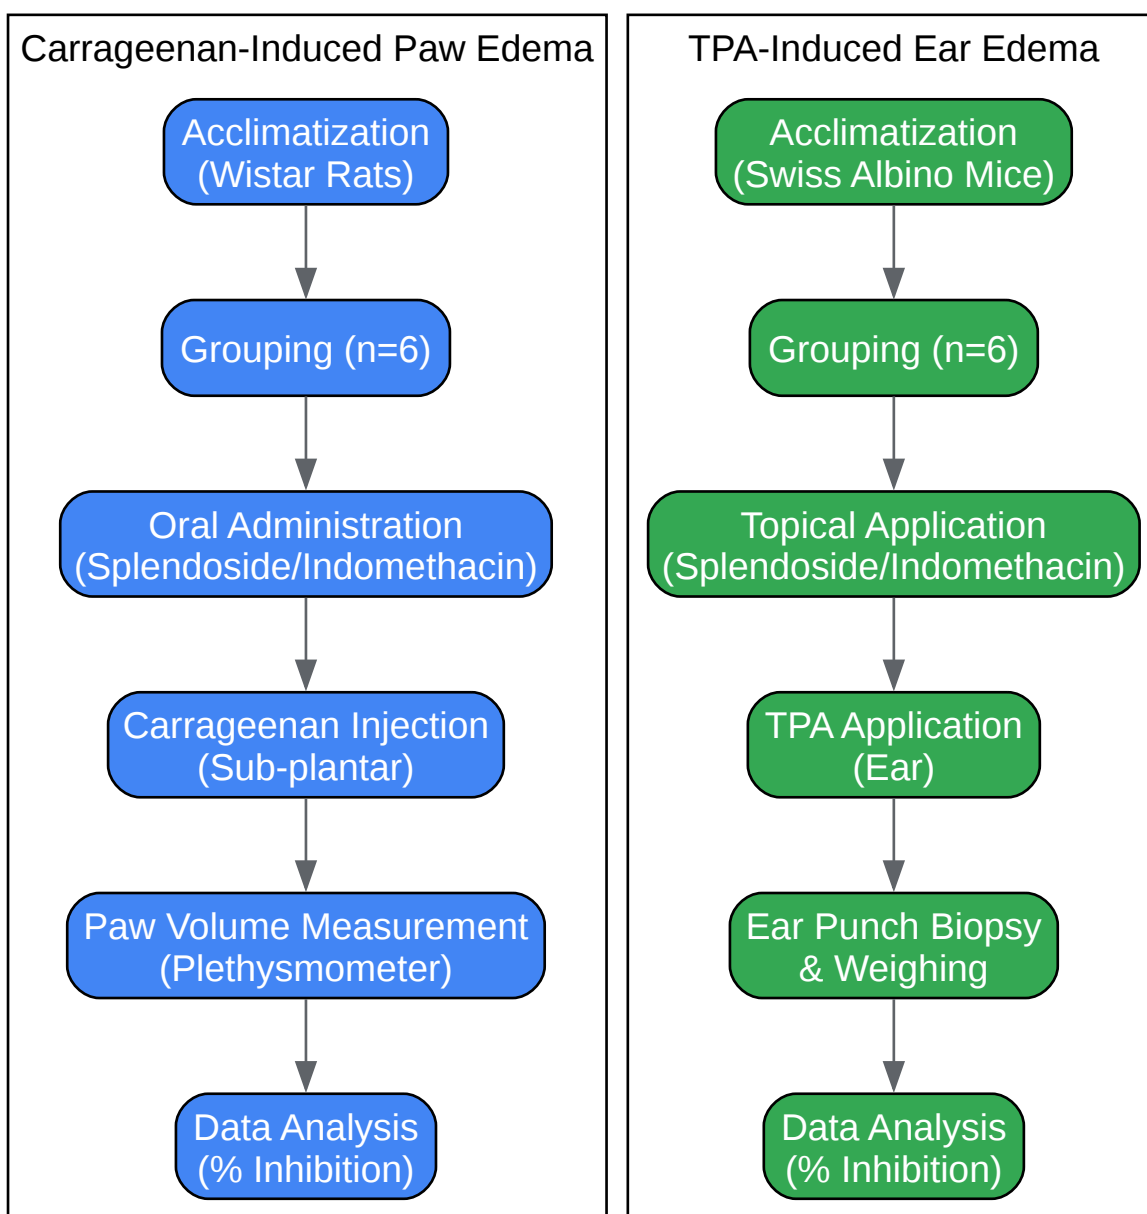 Carrageenan-Induced Paw Edema
Acclimatization
(Wistar Rats)
Grouping (n=6)
Oral Administration
(Splendoside/Indomethacin)
Carrageenan Injection
(Sub-plantar)
Paw Volume Measurement
(Plethysmometer)
Data Analysis
(% Inhibition)
TPA-Induced Ear Edema
Acclimatization
(Swiss Albino Mice)
Grouping (n=6)
Topical Application
(Splendoside/Indomethacin)
TPA Application
(Ear)
Ear Punch Biopsy
& Weighing
Data Analysis
(% Inhibition)